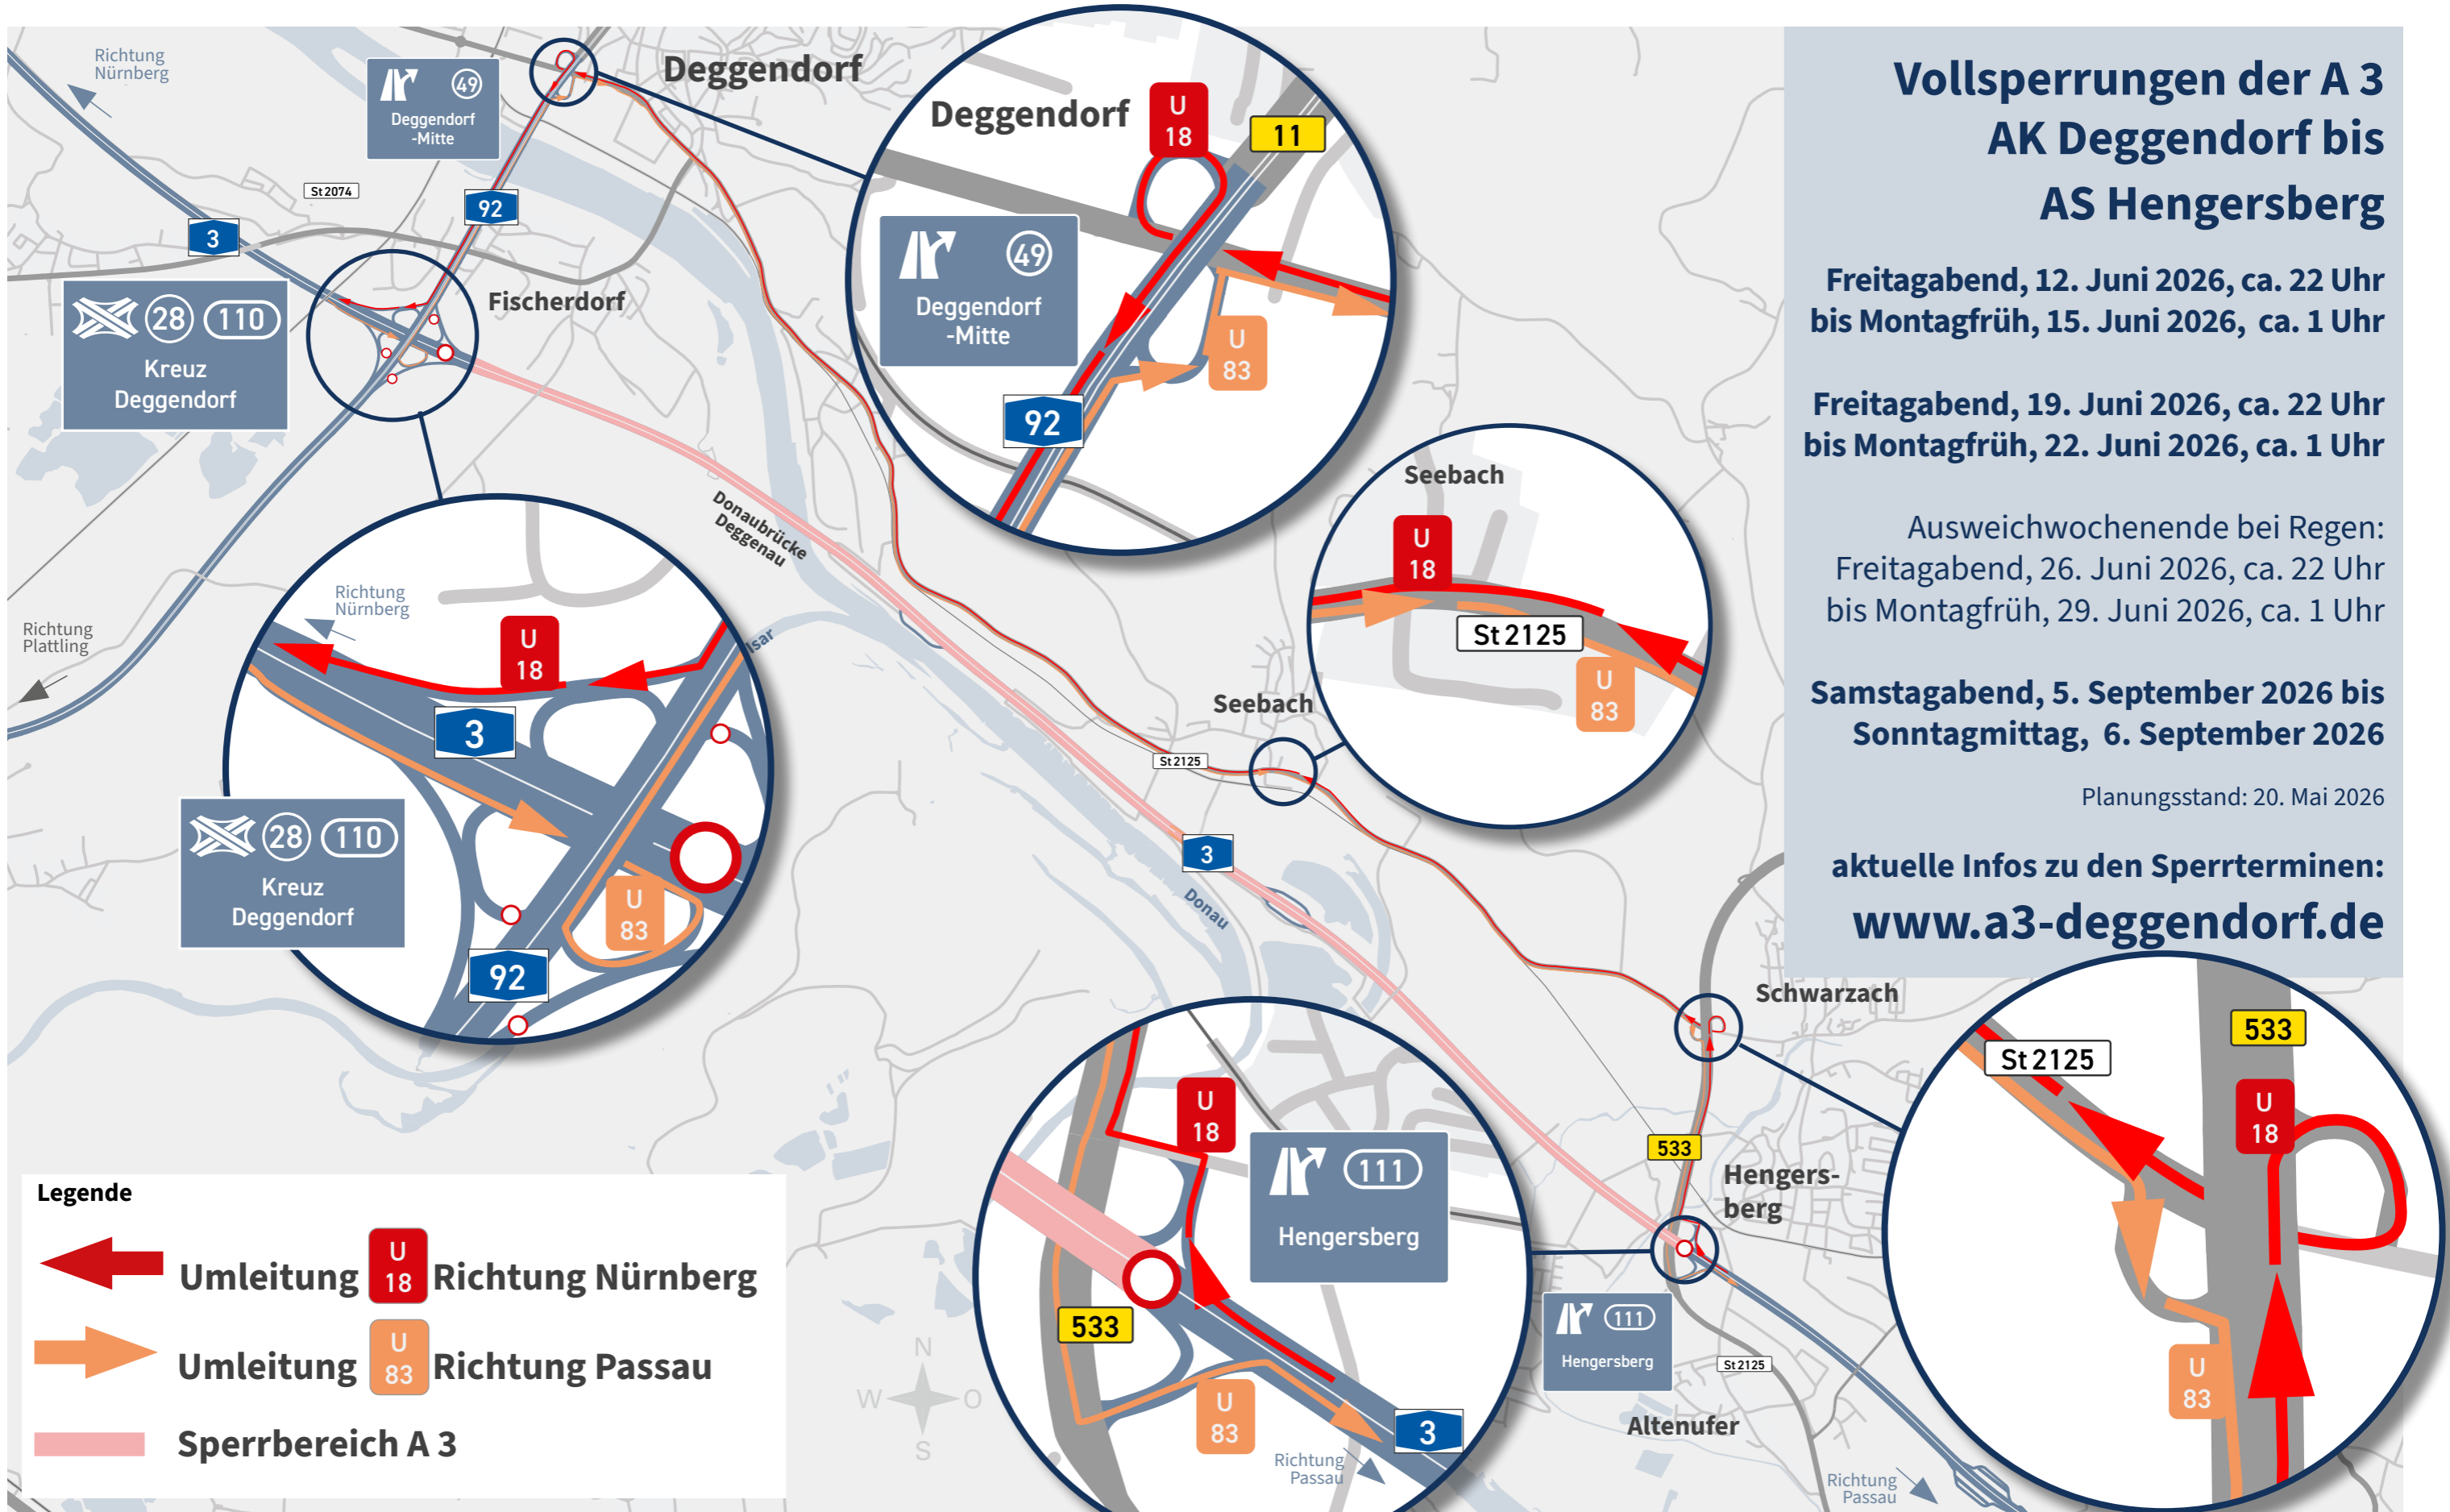 Vollsperrungen der A 3
AK Deggendorf bis
AS Hengersberg
Freitagabend, 12. Juni 2026, ca. 22 Uhr
bis Montagfrüh, 15. Juni 2026, ca. 1 Uhr
Freitagabend, 19. Juni 2026, ca. 22 Uhr
bis Montagfrüh, 22. Juni 2026, ca. 1 Uhr
Ausweichwochenende bei Regen:
Freitagabend, 26. Juni 2026, ca. 22 Uhr
bis Montagfrüh, 29. Juni 2026, ca. 1 Uhr
Samstagabend, 5. September 2026 bis
Sonntagmittag, 6. September 2026
Planungsstand: 20. Mai 2026
aktuelle Infos zu den Sperrterminen:
www.a3-deggendorf.de
Richtung
Nürnberg
49
Deggendorf
-Mitte
Deggendorf
St 2074
92
3
28 110
Kreuz
Deggendorf
Fischerdorf
Richtung
Plattling
Donaubrücke
Deggenau
Isar
Deggendorf
U
18
11
49
Deggendorf
-Mitte
U
83
92
Seebach
U
18
St 2125
U
83
Richtung
Nürnberg
U
18
3
28 110
Kreuz
Deggendorf
U
83
92
Seebach
St 2125
3
Donau
Schwarzach
533
Hengers-
berg
111
Hengersberg
St 2125
Altenufer
Richtung
Passau
U
18
111
Hengersberg
533
U
83
3
Richtung
Passau
533
St 2125
U
18
U
83
N
W
O
S
Legende
Umleitung U 18 Richtung Nürnberg
Umleitung U 83 Richtung Passau
Sperrbereich A 3